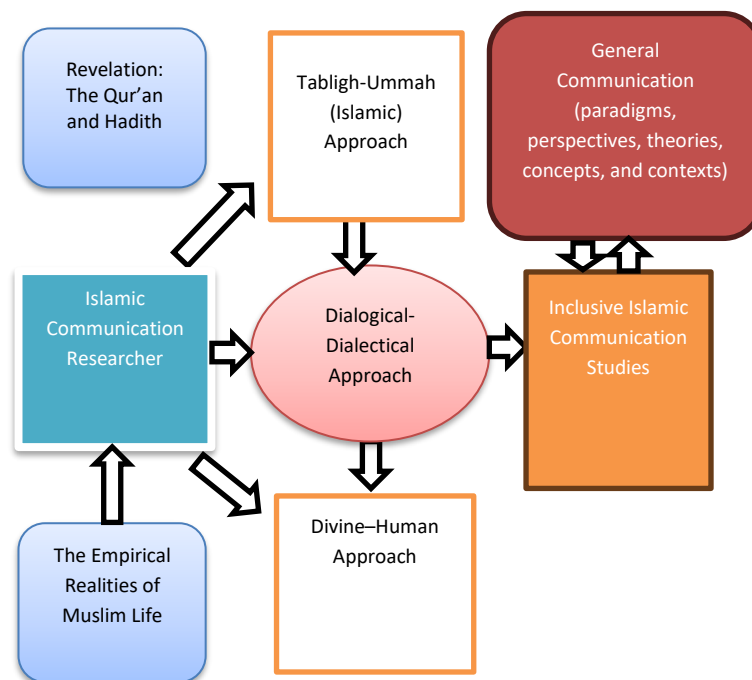 Revelation:
The Qur’an
and Hadith
Tabligh-Ummah
(Islamic)
Approach
General
Communication
(paradigms,
perspectives, theories,
concepts, and contexts)
Islamic
Communication
Researcher
Dialogical-
Dialectical
Approach
Inclusive Islamic
Communication
Studies
The Empirical
Realities of
Muslim Life
Divine–Human
Approach